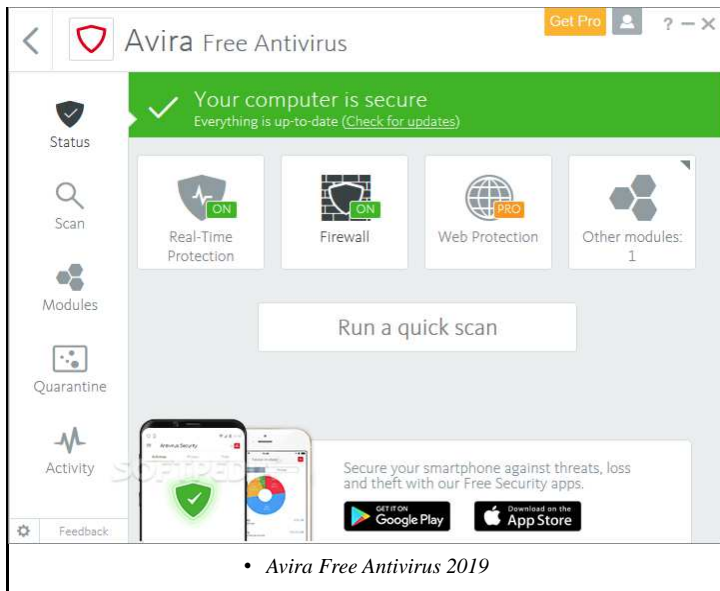 Get Pro
?
Avira Free Antivirus
Your computer is secure
Everything is up-to-date (Check for updates)
Status
Scan
Modules
Quarantine
Activity
Feedback
ON
Real-Time
Protection
ON
Firewall
PRO
Web Protection
Other modules:
1
Run a quick scan
Antivirus Security
SOFTPED
Secure your smartphone against threats, loss
and theft with our Free Security apps.
GET IT ON
Google Play
Download on the
App Store
• Avira Free Antivirus 2019